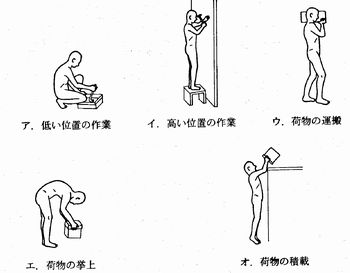 ア．低い位置の作業
イ．高い位置の作業
ウ．荷物の運搬
エ．荷物の挙上
オ．荷物の積載